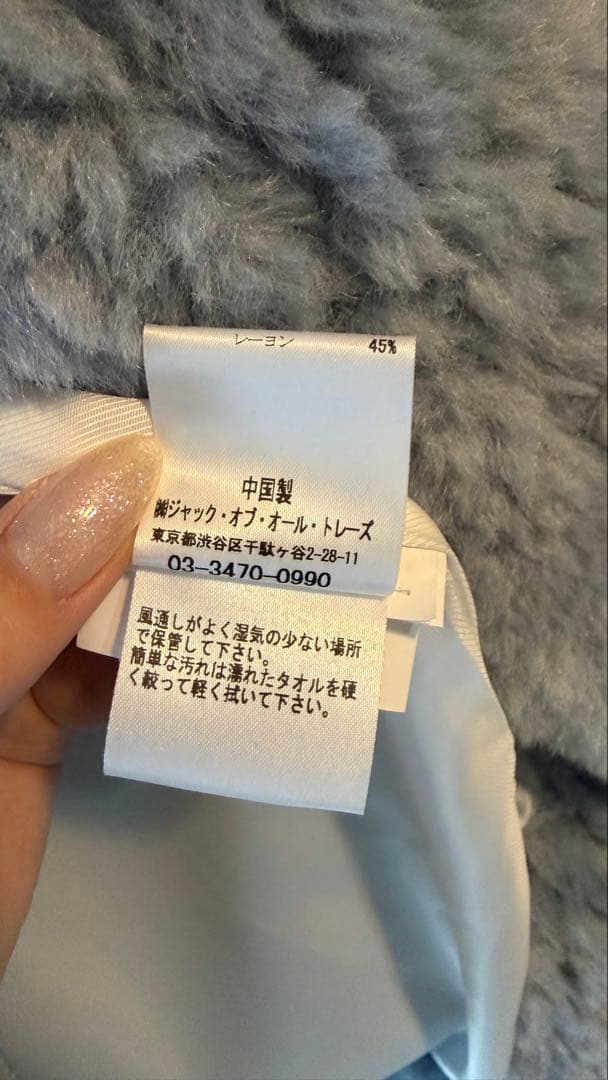 レーヨン 45%
中国製
㈱ジャック・オブ・オール・トレーズ
東京都渋谷区千駄ヶ谷2-28-11
03-3470-0990
風通しがよく湿気の少ない場所
で保管して下さい。
簡単な汚れは濡れたタオルを硬
く絞って軽く拭いて下さい。